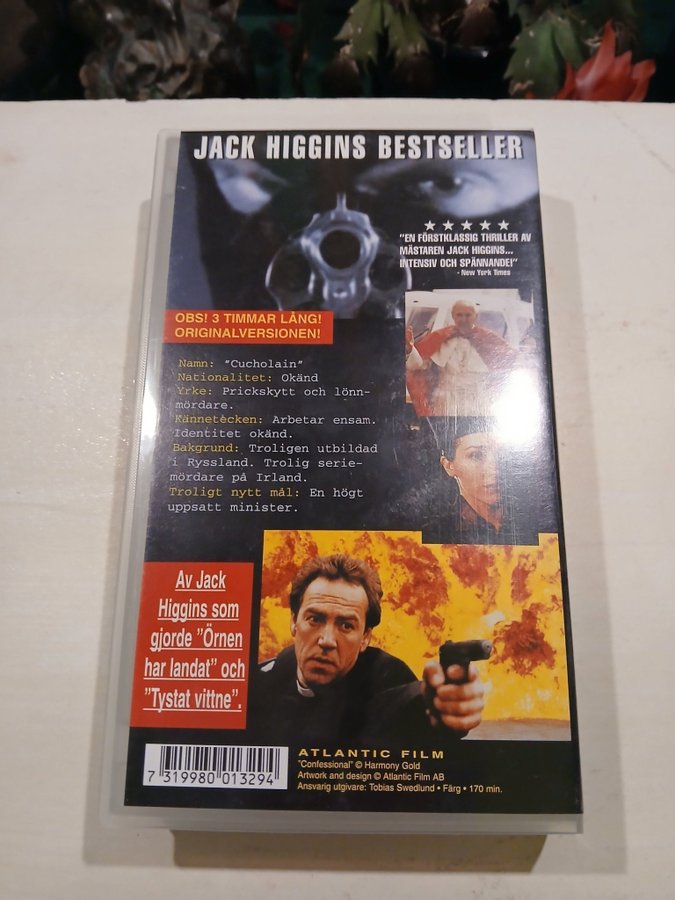 JACK HIGGINS BESTSELLER
★ ★ ★ ★ ★
"EN FÖRSTKLASSIG THRILLER AV
MÄSTAREN JACK HIGGINS...
INTENSIV OCH SPÄNNANDE!"
- New York Times
OBS! 3 TIMMAR LÅNG!
ORIGINALVERSIONEN!
Namn: "Cucholain"
Nationalitet: Okänd
Yrke: Prickskytt och lönn-
mördare.
Kännetecken: Arbetar ensam.
Identitet okänd.
Bakgrund: Troligen utbildad
i Ryssland. Trolig serie-
mördare på Irland.
Troligt nytt mål: En högt
uppsatt minister.
Av Jack
Higgins som
gjorde "Örnen
har landat" och
"Tystat vittne".
7 319980 013294
ATLANTIC FILM
"Confessional" © Harmony Gold
Artwork and design © Atlantic Film AB
Ansvarig utgivare: Tobias Swedlund • Färg • 170 min.